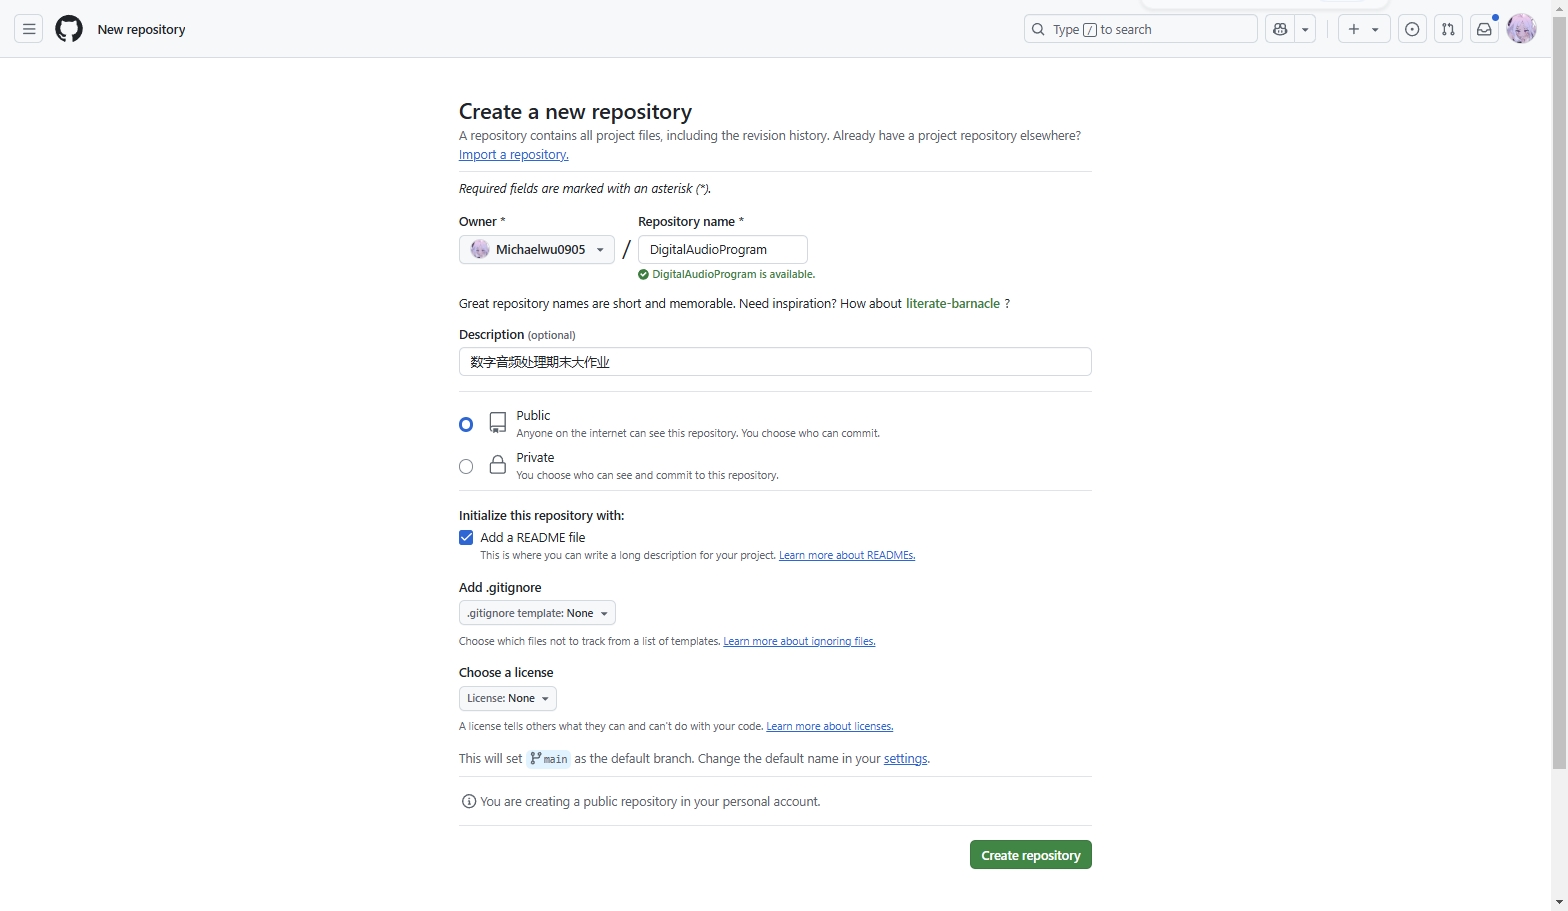 New repository
Type / to search
Create a new repository
A repository contains all project files, including the revision history. Already have a project repository elsewhere?
Import a repository.
Required fields are marked with an asterisk (*).
Owner *
Repository name *
Michaelwu0905
/
DigitalAudioProgram
DigitalAudioProgram is available.
Great repository names are short and memorable. Need inspiration? How about literate-barnacle ?
Description (optional)
数字音频处理期末大作业
Public
Anyone on the internet can see this repository. You choose who can commit.
Private
You choose who can see and commit to this repository.
Initialize this repository with:
Add a README file
This is where you can write a long description for your project. Learn more about READMEs.
Add .gitignore
.gitignore template: None
Choose which files not to track from a list of templates. Learn more about ignoring files.
Choose a license
License: None
A license tells others what they can and can't do with your code. Learn more about licenses.
This will set main as the default branch. Change the default name in your settings.
You are creating a public repository in your personal account.
Create repository